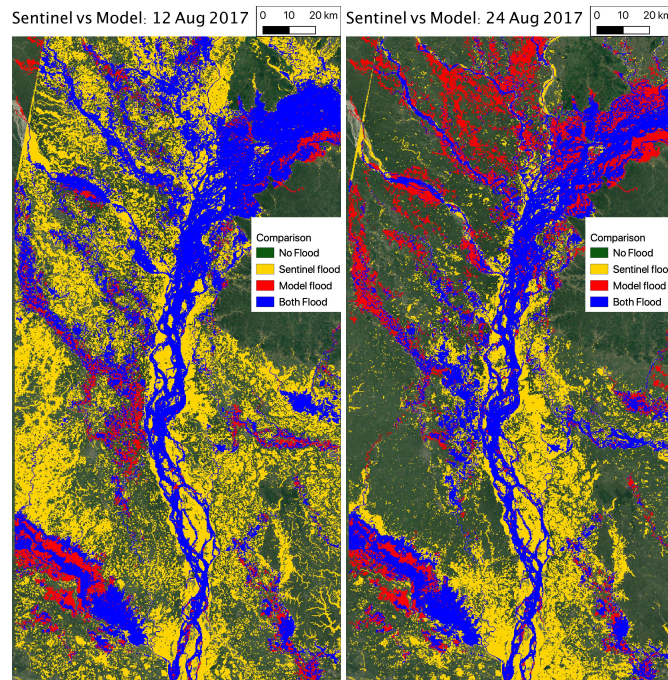 Sentinel vs Model: 12 Aug 2017
0 10 20 km
Comparison
No Flood
Sentinel flood
Model flood
Both Flood
Sentinel vs Model: 24 Aug 2017
0 10 20 km
Comparison
No Flood
Sentinel flood
Model flood
Both Flood